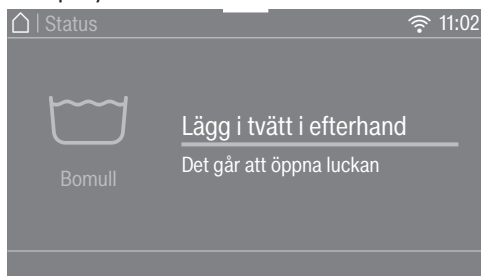 | Status 11:02
Lägg i tvätt i efterhand
Det går att öppna luckan
Bomull